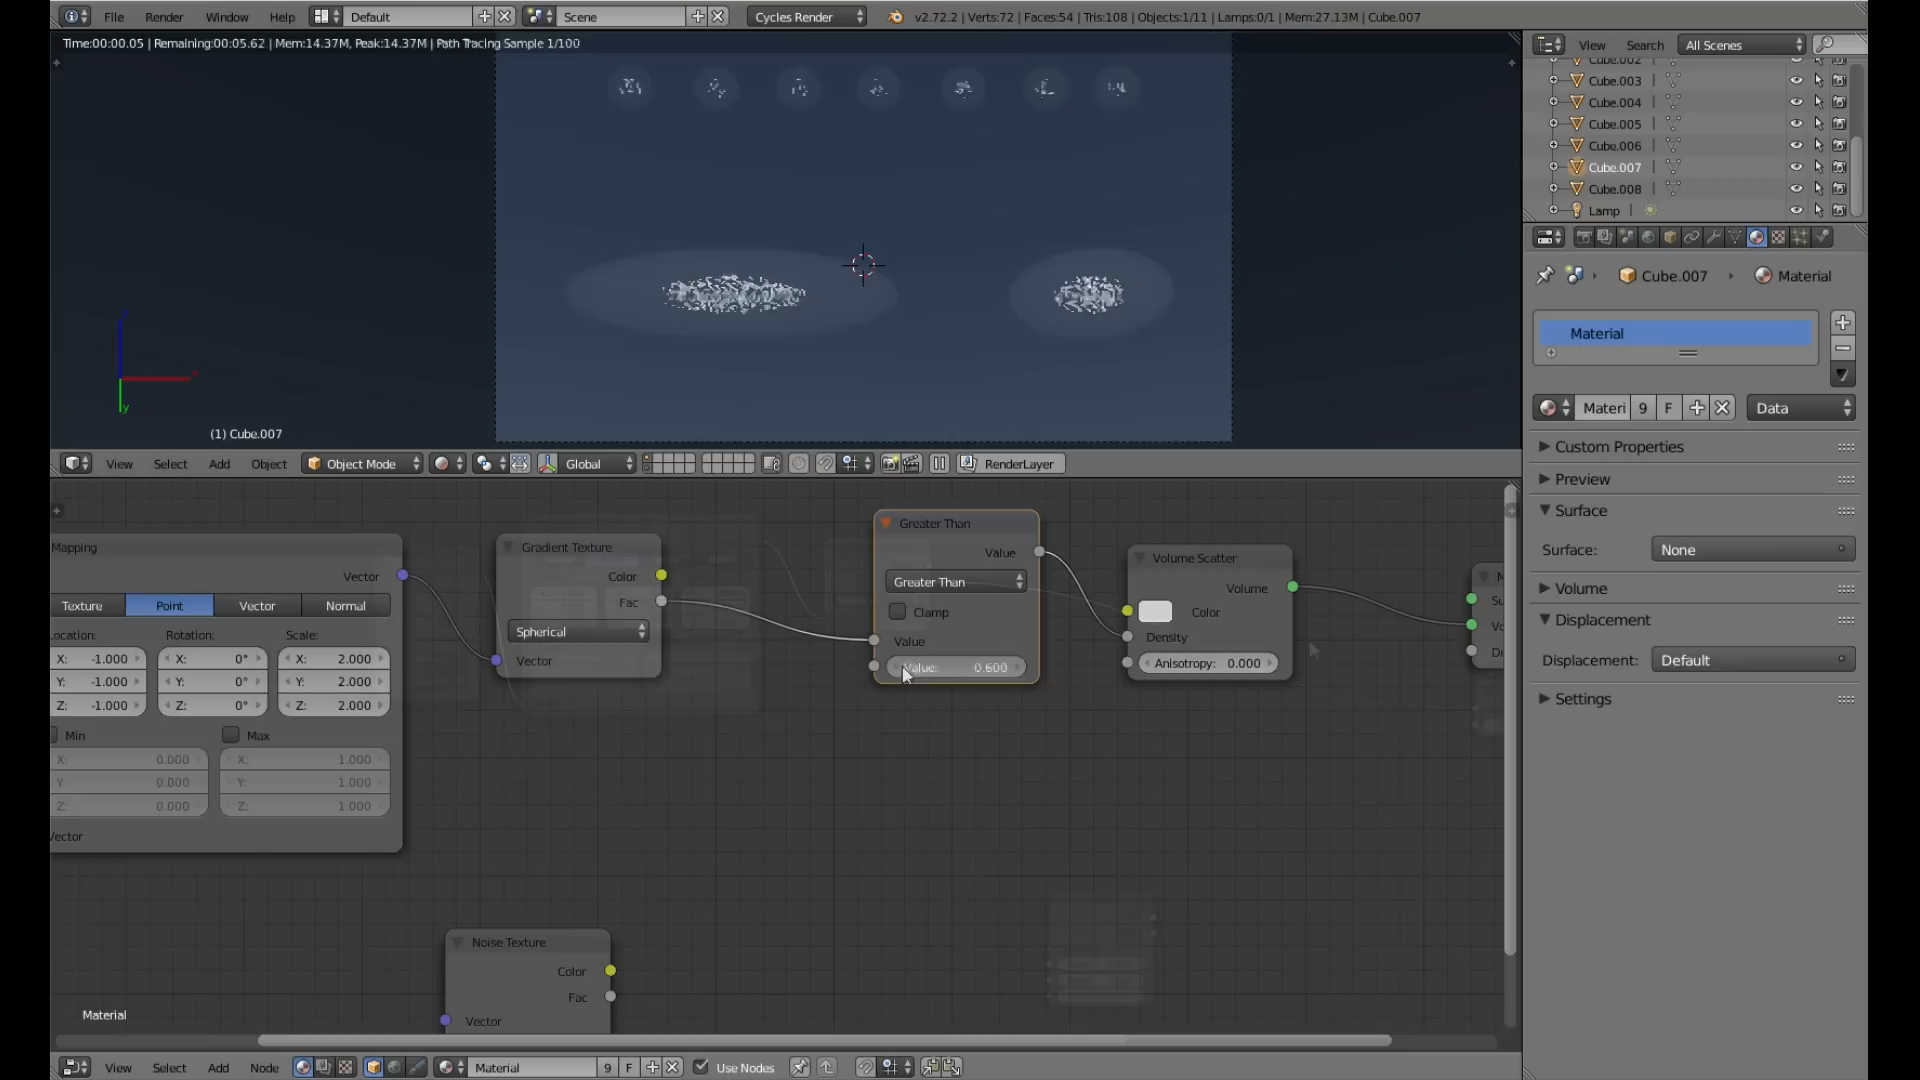 File Render Window Help Default Scene Cycles Render v2.72.2 | Verts:72 | Faces:54 | Tris:108 | Objects:1/11 | Lamps:0/1 | Mem:27.13M | Cube.007
Time:00:00.05 | Remaining:00:05.62 | Mem:14.37M, Peak:14.37M | Path Tracing Sample 1/100
View Search All Scenes
Cube.002
Cube.003
Cube.004
Cube.005
Cube.006
Cube.007
Cube.008
Lamp
Cube.007 Material
Material
Materi 9 F Data
Custom Properties
Preview
Surface
Surface: None
Volume
Displacement
Displacement: Default
Settings
y
(1) Cube.007
View Select Add Object Object Mode Global RenderLayer
Mapping
Vector
Texture Point Vector Normal
Location: Rotation: Scale:
X: -1.000 X: 0° X: 2.000
Y: -1.000 Y: 0° Y: 2.000
Z: -1.000 Z: 0° Z: 2.000
Min Max
X: 0.000 X: 1.000
Y: 0.000 Y: 1.000
Z: 0.000 Z: 1.000
Vector
Gradient Texture
Color
Fac
Spherical
Vector
Greater Than
Value
Greater Than
Clamp
Value
Value: 0.600
Volume Scatter
Volume
Color
Density
Anisotropy: 0.000
Noise Texture
Color
Fac
Vector
Material
View Select Add Node Material 9 F Use Nodes